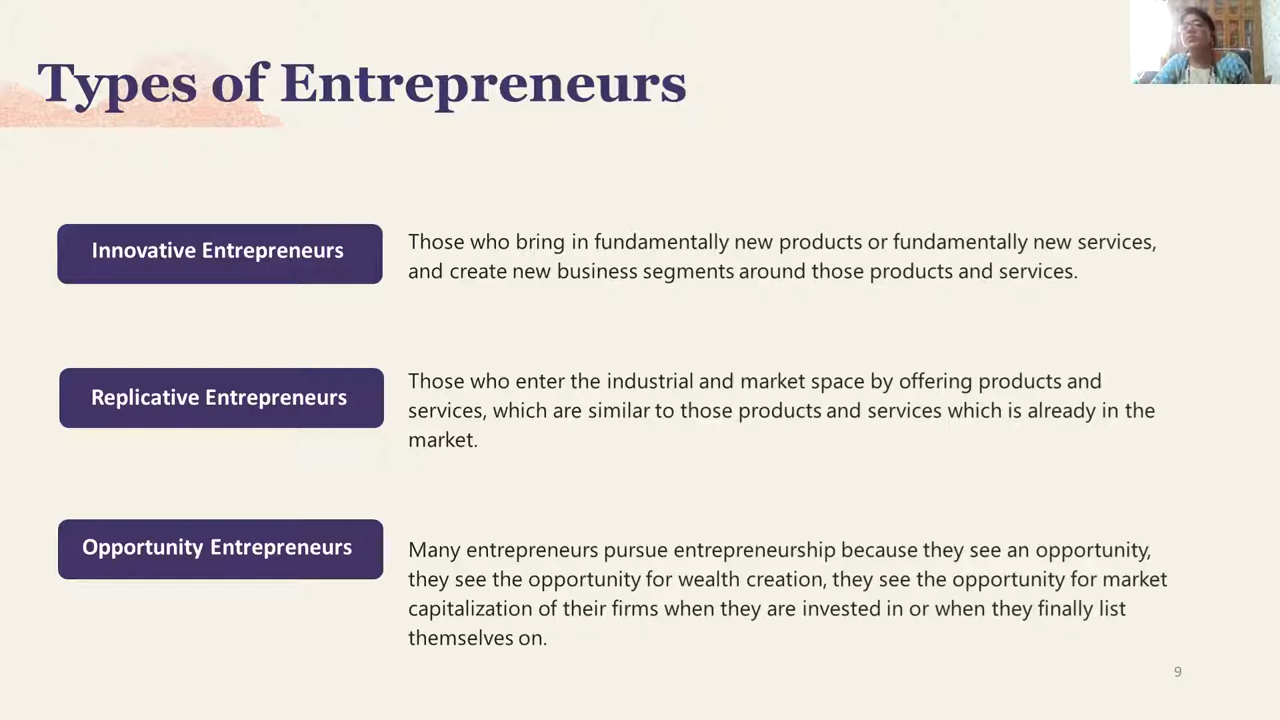 Types of Entrepreneurs
Innovative Entrepreneurs
Those who bring in fundamentally new products or fundamentally new services,
and create new business segments around those products and services.
Replicative Entrepreneurs
Those who enter the industrial and market space by offering products and
services, which are similar to those products and services which is already in the
market.
Opportunity Entrepreneurs
Many entrepreneurs pursue entrepreneurship because they see an opportunity,
they see the opportunity for wealth creation, they see the opportunity for market
capitalization of their firms when they are invested in or when they finally list
themselves on.
9